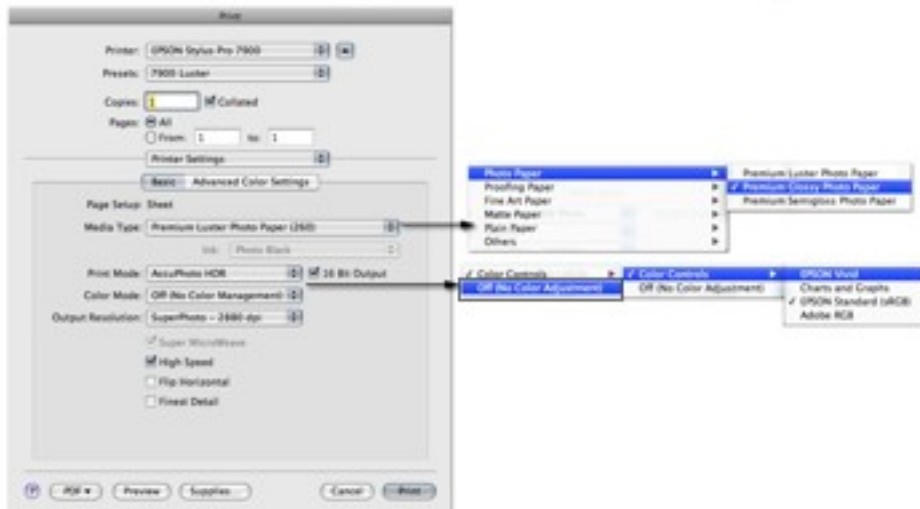 Print
Printer: EPSON Stylus Pro 7900
Presets: 7900 Luster
Copies: 1 Collated
Pages: All
From: 1 to: 1
Printer Settings
Basic Advanced Color Settings
Page Setup: Sheet
Media Type: Premium Luster Photo Paper (260)
Ink: Photo Black
Print Mode: AccuPhoto HDR 16 Bit Output
Color Mode: Off (No Color Management)
Output Resolution: SuperPhoto - 2880 dpi
Super MicroWeave
High Speed
Flip Horizontal
Finest Detail
? PDF Preview Supplies... Cancel Print
Photo Paper
Proofing Paper
Fine Art Paper
Matte Paper
Plain Paper
Others
Premium Luster Photo Paper
✓ Premium Glossy Photo Paper
Premium Semigloss Photo Paper
✓ Color Controls
Off (No Color Adjustment)
✓ Color Controls
Off (No Color Adjustment)
EPSON Vivid
Charts and Graphs
✓ EPSON Standard (sRGB)
Adobe RGB